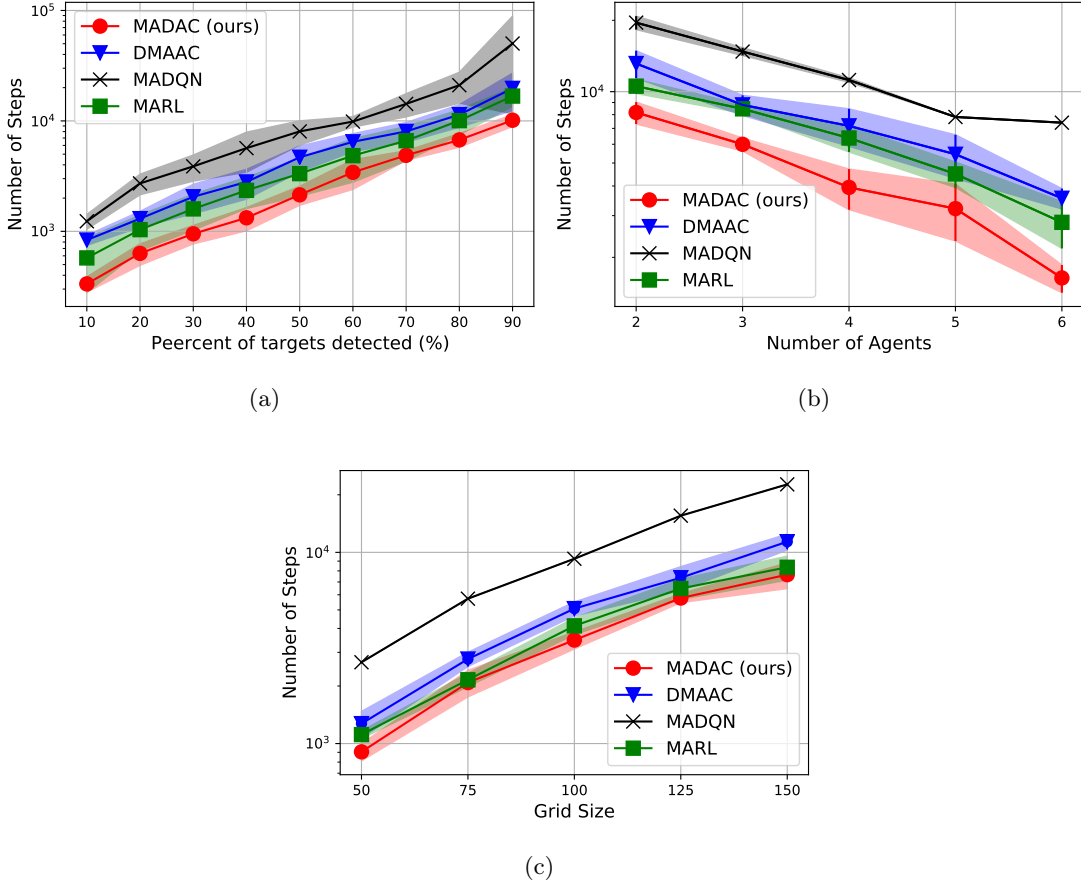 MADAC (ours)
DMAAC
MADQN
MARL
10^5
10^4
10^3
Number of Steps
10 20 30 40 50 60 70 80 90
Peercent of targets detected (%)
(a)
10^4
Number of Steps
MADAC (ours)
DMAAC
MADQN
MARL
2 3 4 5 6
Number of Agents
(b)
10^4
10^3
Number of Steps
MADAC (ours)
DMAAC
MADQN
MARL
50 75 100 125 150
Grid Size
(c)